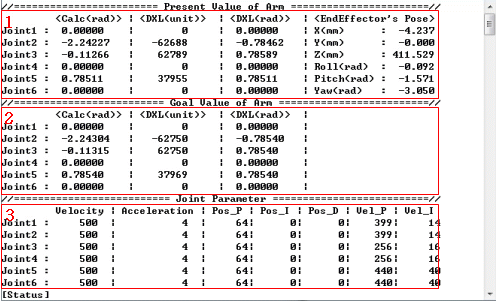 //====================== Present Value of Arm ======================//
1 <Calc(rad)> ¦ <DXL(unit)> ¦ <DXL(rad)> ¦ <EndEffector's Pose>
Joint1 : 0.00000 ¦ 0 ¦ 0.00000 ¦ X(mm) : -4.237
Joint2 : -2.24227 ¦ -62688 ¦ -0.78462 ¦ Y(mm) : -0.000
Joint3 : -0.11266 ¦ 62789 ¦ 0.78589 ¦ Z(mm) : 411.529
Joint4 : 0.00000 ¦ 0 ¦ 0.00000 ¦ Roll(rad) : -0.092
Joint5 : 0.78511 ¦ 37955 ¦ 0.78511 ¦ Pitch(rad) : -1.571
Joint6 : 0.00000 ¦ 0 ¦ 0.00000 ¦ Yaw(rad) : -3.050
//====================== Goal Value of Arm ======================//
2 <Calc(rad)> ¦ <DXL(unit)> ¦ <DXL(rad)> ¦
Joint1 : 0.00000 ¦ 0 ¦ 0.00000 ¦
Joint2 : -2.24304 ¦ -62750 ¦ -0.78540 ¦
Joint3 : -0.11315 ¦ 62750 ¦ 0.78540 ¦
Joint4 : 0.00000 ¦ 0 ¦ 0.00000 ¦
Joint5 : 0.78540 ¦ 37969 ¦ 0.78540 ¦
Joint6 : 0.00000 ¦ 0 ¦ 0.00000 ¦
//====================== Joint Parameter ======================//
3 Velocity ¦ Acceleration ¦ Pos_P ¦ Pos_I ¦ Pos_D ¦ Vel_P ¦ Vel_I
Joint1 : 500 ¦ 4 ¦ 64¦ 0¦ 0¦ 399¦ 14
Joint2 : 500 ¦ 4 ¦ 64¦ 0¦ 0¦ 399¦ 14
Joint3 : 500 ¦ 4 ¦ 64¦ 0¦ 0¦ 256¦ 16
Joint4 : 500 ¦ 4 ¦ 64¦ 0¦ 0¦ 256¦ 16
Joint5 : 500 ¦ 4 ¦ 64¦ 0¦ 0¦ 440¦ 40
Joint6 : 500 ¦ 4 ¦ 64¦ 0¦ 0¦ 440¦ 40
[Status]